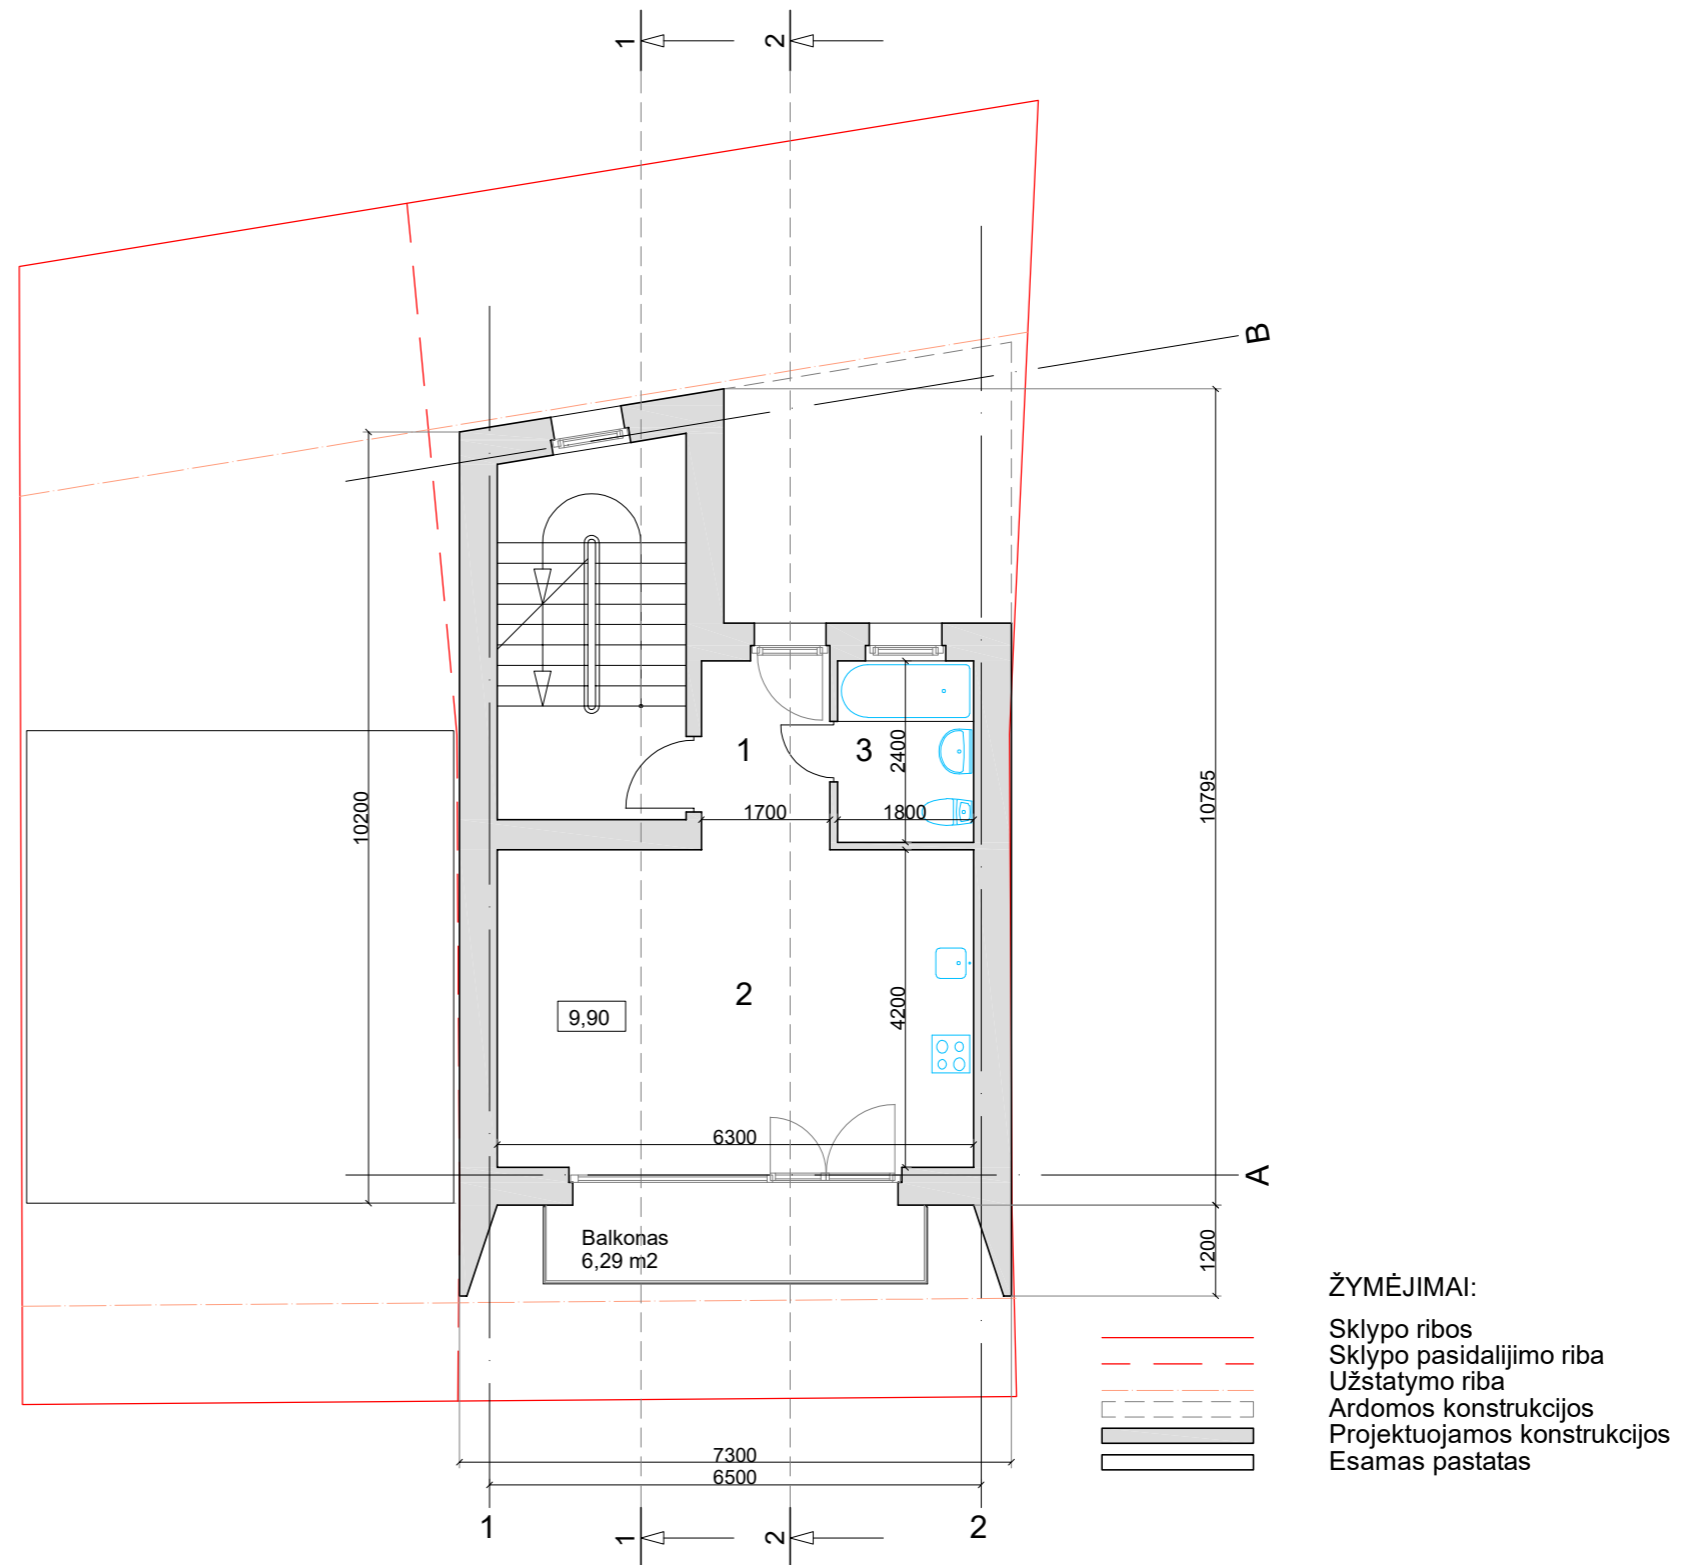 1
2
B
10200
10795
1
3
2400
1700
1800
2
9,90
4200
6300
A
Balkonas
6,29 m2
1200
ŽYMĖJIMAI:
Sklypo ribos
Sklypo pasidalijimo riba
Užstatymo riba
Ardomos konstrukcijos
Projektuojamos konstrukcijos
Esamas pastatas
7300
6500
1
1
2
2